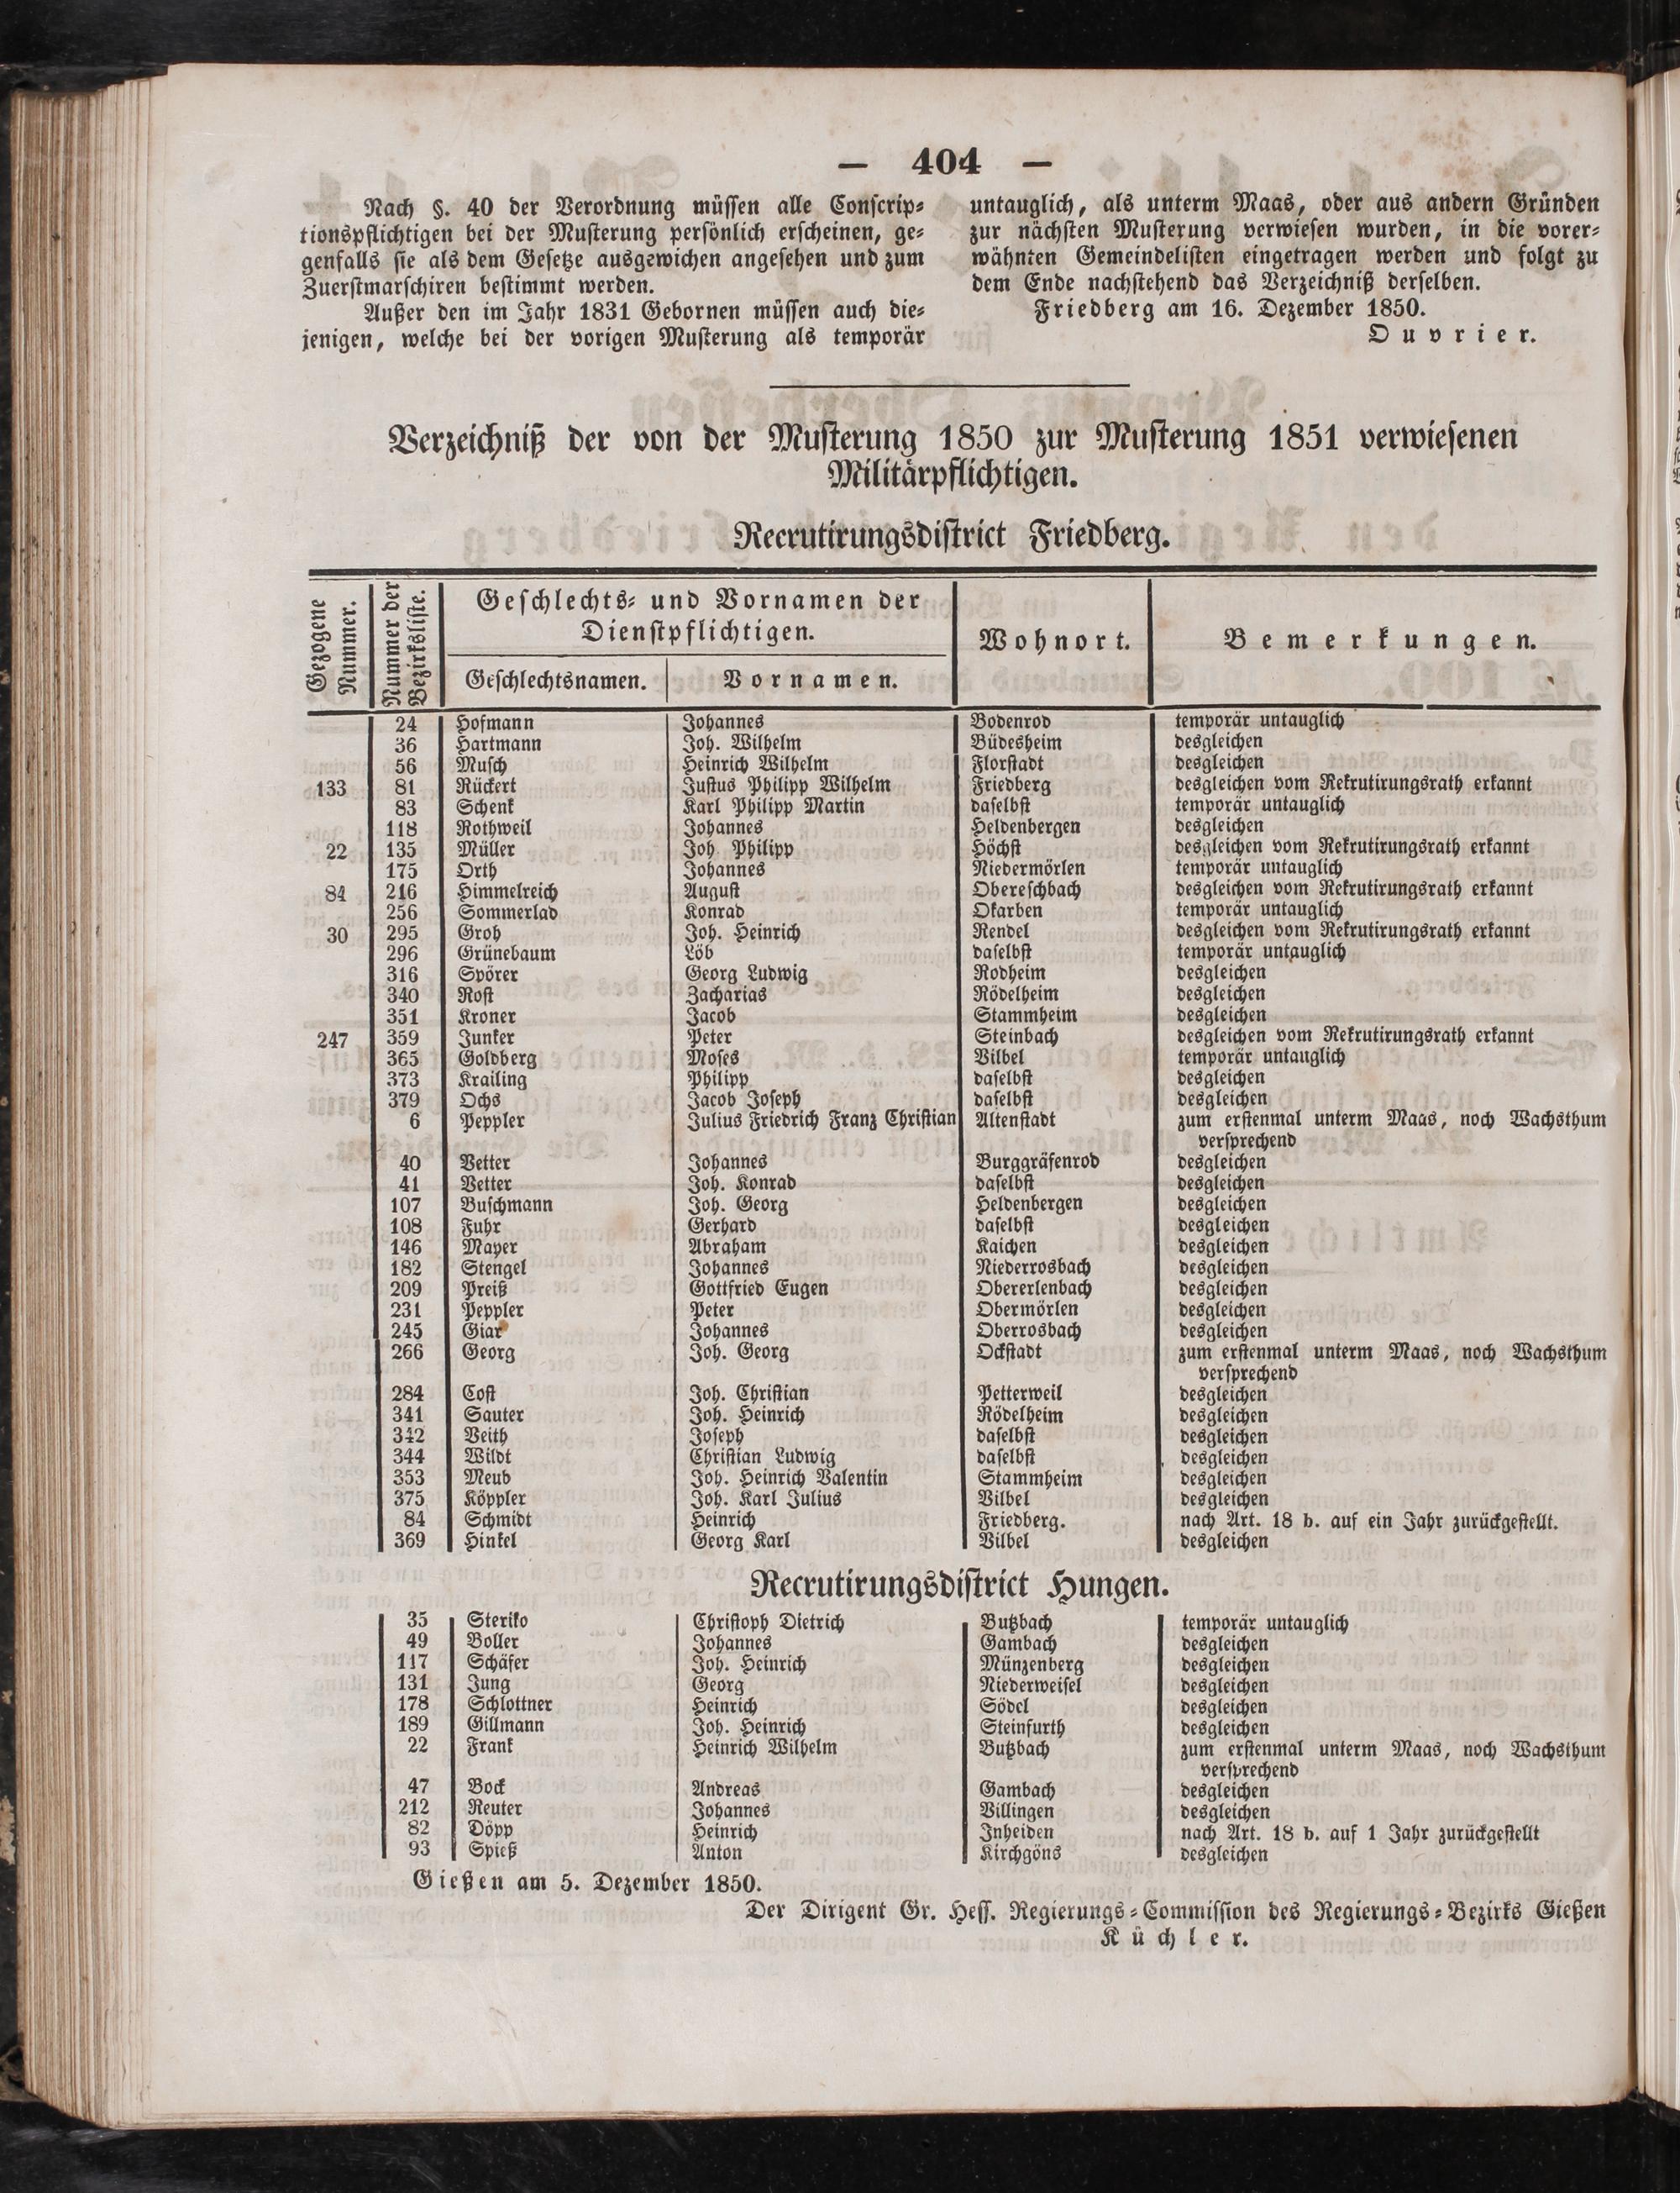 — 404 —
Nach §. 40 der Verordnung müssen alle Conscrip-
tionspflichtigen bei der Musterung persönlich erscheinen, ge-
genfalls sie als dem Gesetze ausgewichen angesehen und zum
Zuerstmarschiren bestimmt werden.
Außer den im Jahr 1831 Gebornen müssen auch die-
jenigen, welche bei der vorigen Musterung als temporär
untauglich, als unterm Maas, oder aus andern Gründen
zur nächsten Musterung verwiesen wurden, in die vorer-
wähnten Gemeindelisten eingetragen werden und folgt zu
dem Ende nachstehend das Verzeichniß derselben.
Friedberg am 16. Dezember 1850.
Ouvrier.
Verzeichniß der von der Musterung 1850 zur Musterung 1851 verwiesenen
Militärpflichtigen.
Recrutirungsdistrict Friedberg.
Gezogene Nummer. Nummer der Bezirksliste. Geschlechts- und Vornamen der Dienstpflichtigen. Wohnort. Bemerkungen.
Geschlechtsnamen. Vornamen.
24 Hofmann Johannes Bodenrod temporär untauglich
36 Hartmann Joh. Wilhelm Büdesheim desgleichen
56 Musch Heinrich Wilhelm Florstadt desgleichen
133 81 Rückert Justus Philipp Wilhelm Friedberg desgleichen vom Rekrutirungsrath erkannt
83 Schenk Karl Philipp Martin daselbst temporär untauglich
118 Rothweil Johannes Heldenbergen desgleichen
22 135 Müller Joh Philipp Höchst desgleichen vom Rekrutirungsrath erkannt
175 Orth Johannes Niedermörlen temporär untauglich
84 216 Himmelreich August Obereschbach desgleichen vom Rekrutirungsrath erkannt
256 Sommerlad Konrad Okarben temporär untauglich
30 295 Groh Joh. Heinrich Rendel desgleichen vom Rekrutirungsrath erkannt
296 Grünebaum Löb daselbst temporär untauglich
316 Spörer Georg Ludwig Rodheim desgleichen
340 Rost Zacharias Rödelheim desgleichen
351 Kroner Jacob Stammheim desgleichen
247 359 Junker Peter Steinbach desgleichen vom Rekrutirungsrath erkannt
365 Goldberg Moses Vilbel temporär untauglich
373 Krailing Philipp daselbst desgleichen
379 Ochs Jacob Joseph daselbst desgleichen
6 Peppler Julius Friedrich Franz Christian Altenstadt zum erstenmal unterm Maas, noch Wachsthum
versprechend
40 Vetter Johannes Burggräfenrod desgleichen
41 Vetter Joh. Konrad daselbst desgleichen
107 Buschmann Joh. Georg Heldenbergen desgleichen
108 Fuhr Gerhard daselbst desgleichen
146 Mayer Abraham Kaichen desgleichen
182 Stengel Johannes Niederrosbach desgleichen
209 Preiß Gottfried Eugen Obererlenbach desgleichen
231 Peppler Peter Obermörlen desgleichen
245 Giar Johannes Oberrosbach desgleichen
266 Georg Joh. Georg Ockstadt zum erstenmal unterm Maas, noch Wachsthum
versprechend
284 Cost Joh. Christian Petterweil desgleichen
341 Sauter Joh. Heinrich Rödelheim desgleichen
342 Veith Joseph daselbst desgleichen
344 Wildt Christian Ludwig daselbst desgleichen
353 Meub Joh. Heinrich Valentin Stammheim desgleichen
375 Köppler Joh. Karl Julius Vilbel desgleichen
84 Schmidt Heinrich Friedberg. nach Art. 18 b. auf ein Jahr zurückgestellt.
369 Hinkel Georg Karl Vilbel desgleichen
Recrutirungsdistrict Hungen.
35 Steriko Christoph Dietrich Butzbach temporär untauglich
49 Boller Johannes Gambach desgleichen
117 Schäfer Joh. Heinrich Münzenberg desgleichen
131 Jung Georg Niederweisel desgleichen
178 Schlottner Heinrich Södel desgleichen
189 Gillmann Joh. Heinrich Steinfurth desgleichen
22 Frank Heinrich Wilhelm Butzbach zum erstenmal unterm Maas, noch Wachsthum
versprechend
47 Bock Andreas Gambach desgleichen
212 Reuter Johannes Villingen desgleichen
82 Döpp Heinrich Inheiden nach Art. 18 b. auf 1 Jahr zurückgestellt
93 Spieß Anton Kirchgöns desgleichen
Gießen am 5. Dezember 1850.
Der Dirigent Gr. Hess. Regierungs-Commission des Regierungs-Bezirks Gießen
Küchler.